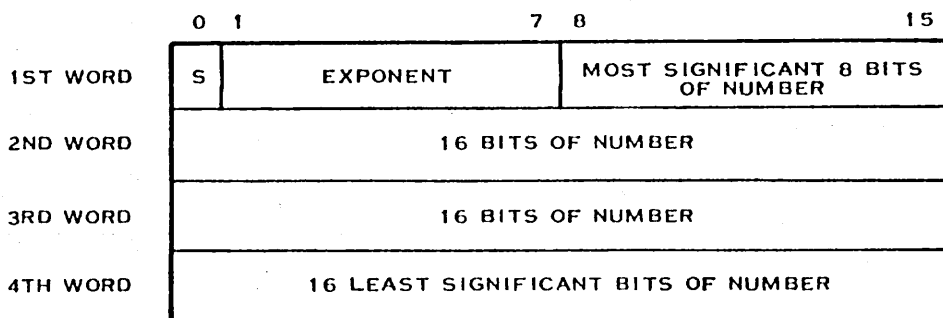 0 1 7 8 15
1ST WORD S EXPONENT MOST SIGNIFICANT 8 BITS
OF NUMBER
2ND WORD 16 BITS OF NUMBER
3RD WORD 16 BITS OF NUMBER
4TH WORD 16 LEAST SIGNIFICANT BITS OF NUMBER